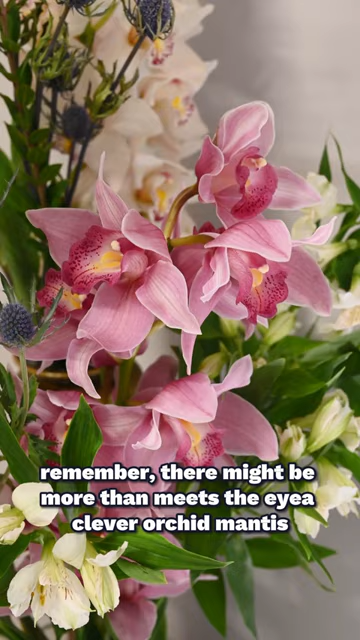 remember, there might be
more than meets the eyea
clever orchid mantis